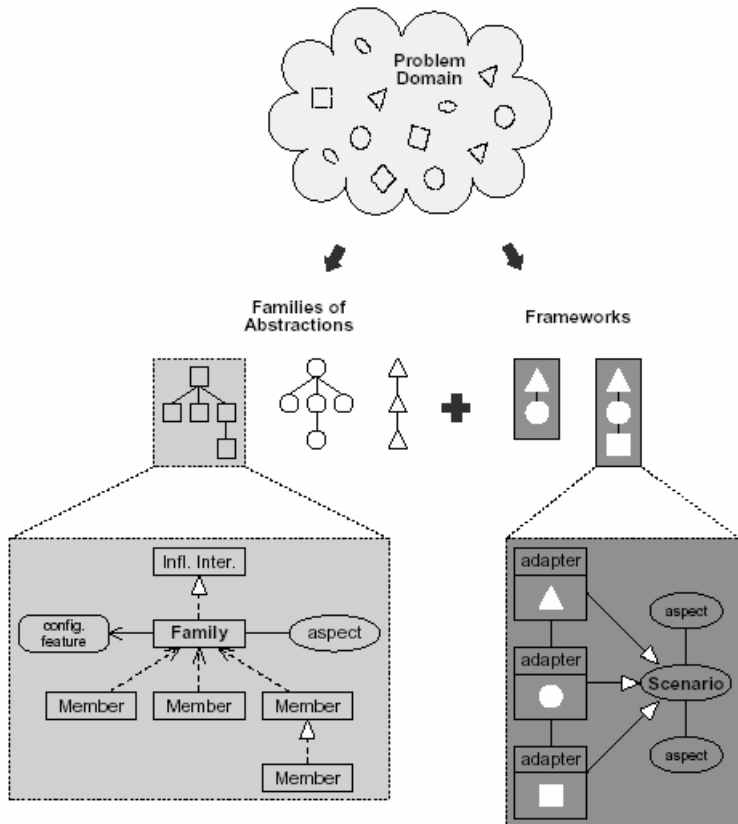 Problem
Domain
Families of
Abstractions
Frameworks
Infl. Inter.
config.
feature
Family
aspect
Member
Member
Member
Member
adapter
adapter
adapter
aspect
Scenario
aspect